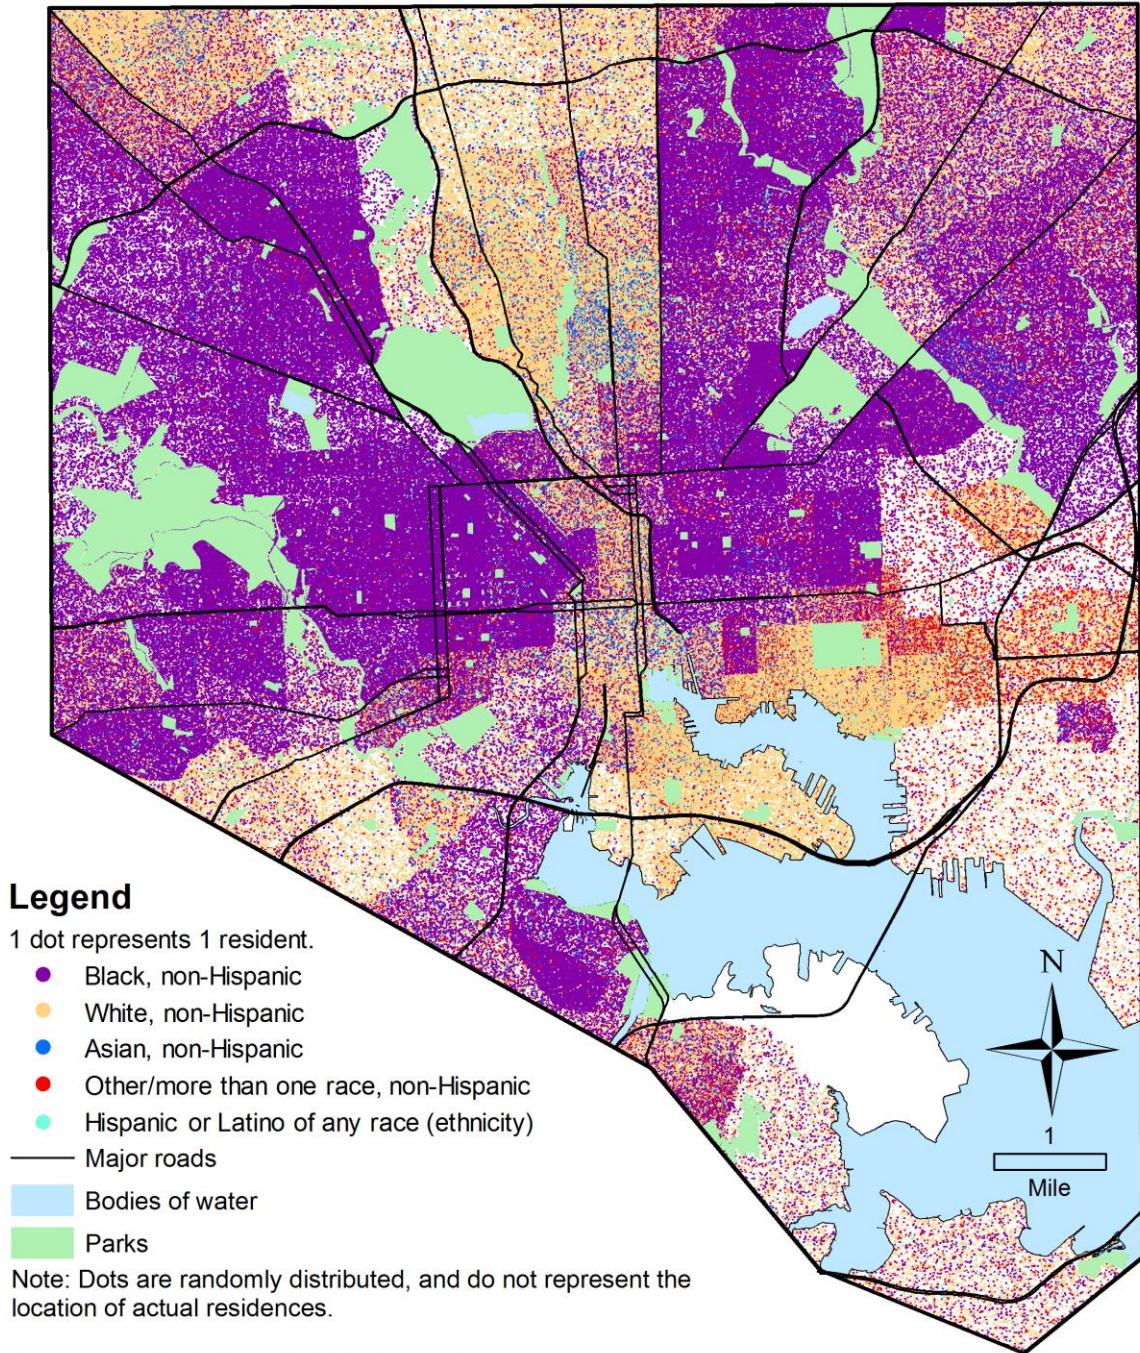 Legend
1 dot represents 1 resident.
Black, non-Hispanic
White, non-Hispanic
Asian, non-Hispanic
Other/more than one race, non-Hispanic
Hispanic or Latino of any race (ethnicity)
Major roads
Bodies of water
Parks
Note: Dots are randomly distributed, and do not represent the
location of actual residences.
N
1
Mile